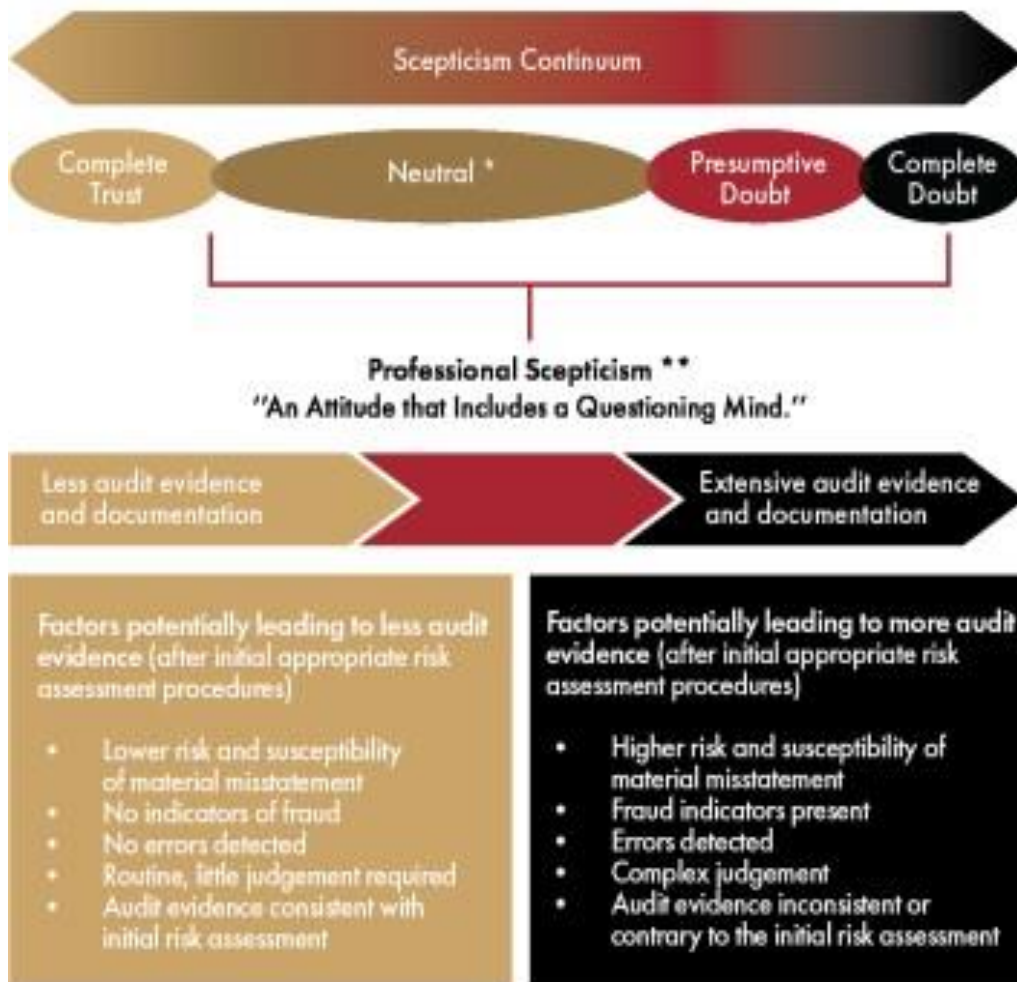 Scepticism Continuum
Complete
Trust
Neutral *
Presumptive
Doubt
Complete
Doubt
Professional Scepticism **
"An Attitude that Includes a Questioning Mind."
Less audit evidence
and documentation
Extensive audit evidence
and documentation
Factors potentially leading to less audit
evidence (after initial appropriate risk
assessment procedures)
• Lower risk and susceptibility
of material misstatement
• No indicators of fraud
• No errors detected
• Routine, little judgement required
• Audit evidence consistent with
initial risk assessment
Factors potentially leading to more audit
evidence (after initial appropriate risk
assessment procedures)
• Higher risk and susceptibility of
material misstatement
• Fraud indicators present
• Errors detected
• Complex judgement
• Audit evidence inconsistent or
contrary to the initial risk assessment